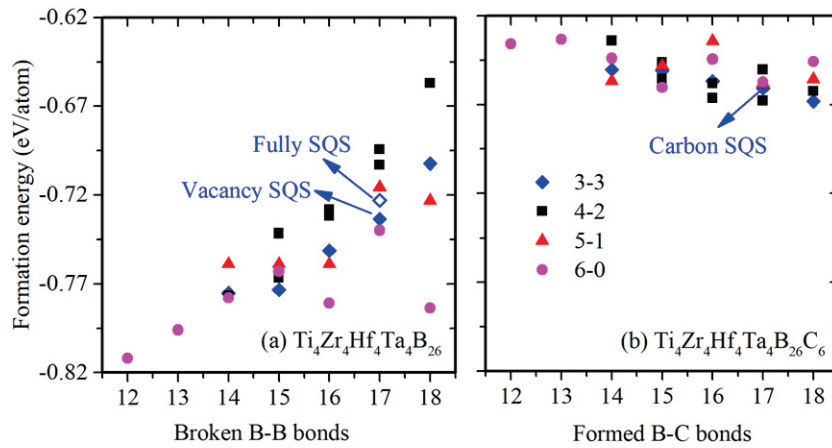 Formation energy (eV/atom)
-0.62
-0.67
-0.72
-0.77
-0.82
Fully SQS
Vacancy SQS
(a) Ti₄Zr₄Hf₄Ta₄B₂₆
12 13 14 15 16 17 18
Broken B-B bonds
Carbon SQS
3-3
4-2
5-1
6-0
(b) Ti₄Zr₄Hf₄Ta₄B₂₆C₆
12 13 14 15 16 17 18
Formed B-C bonds